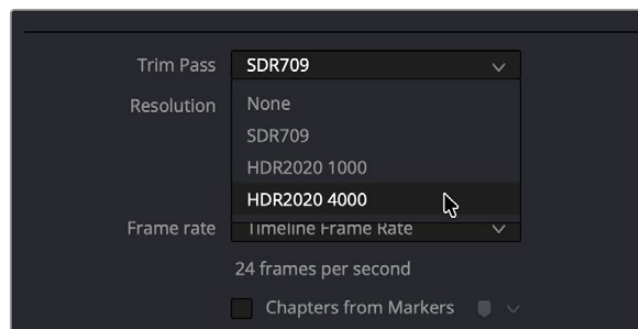 Trim Pass SDR709
Resolution
None
SDR709
HDR2020 1000
HDR2020 4000
Frame rate Timeline Frame Rate
24 frames per second
Chapters from Markers